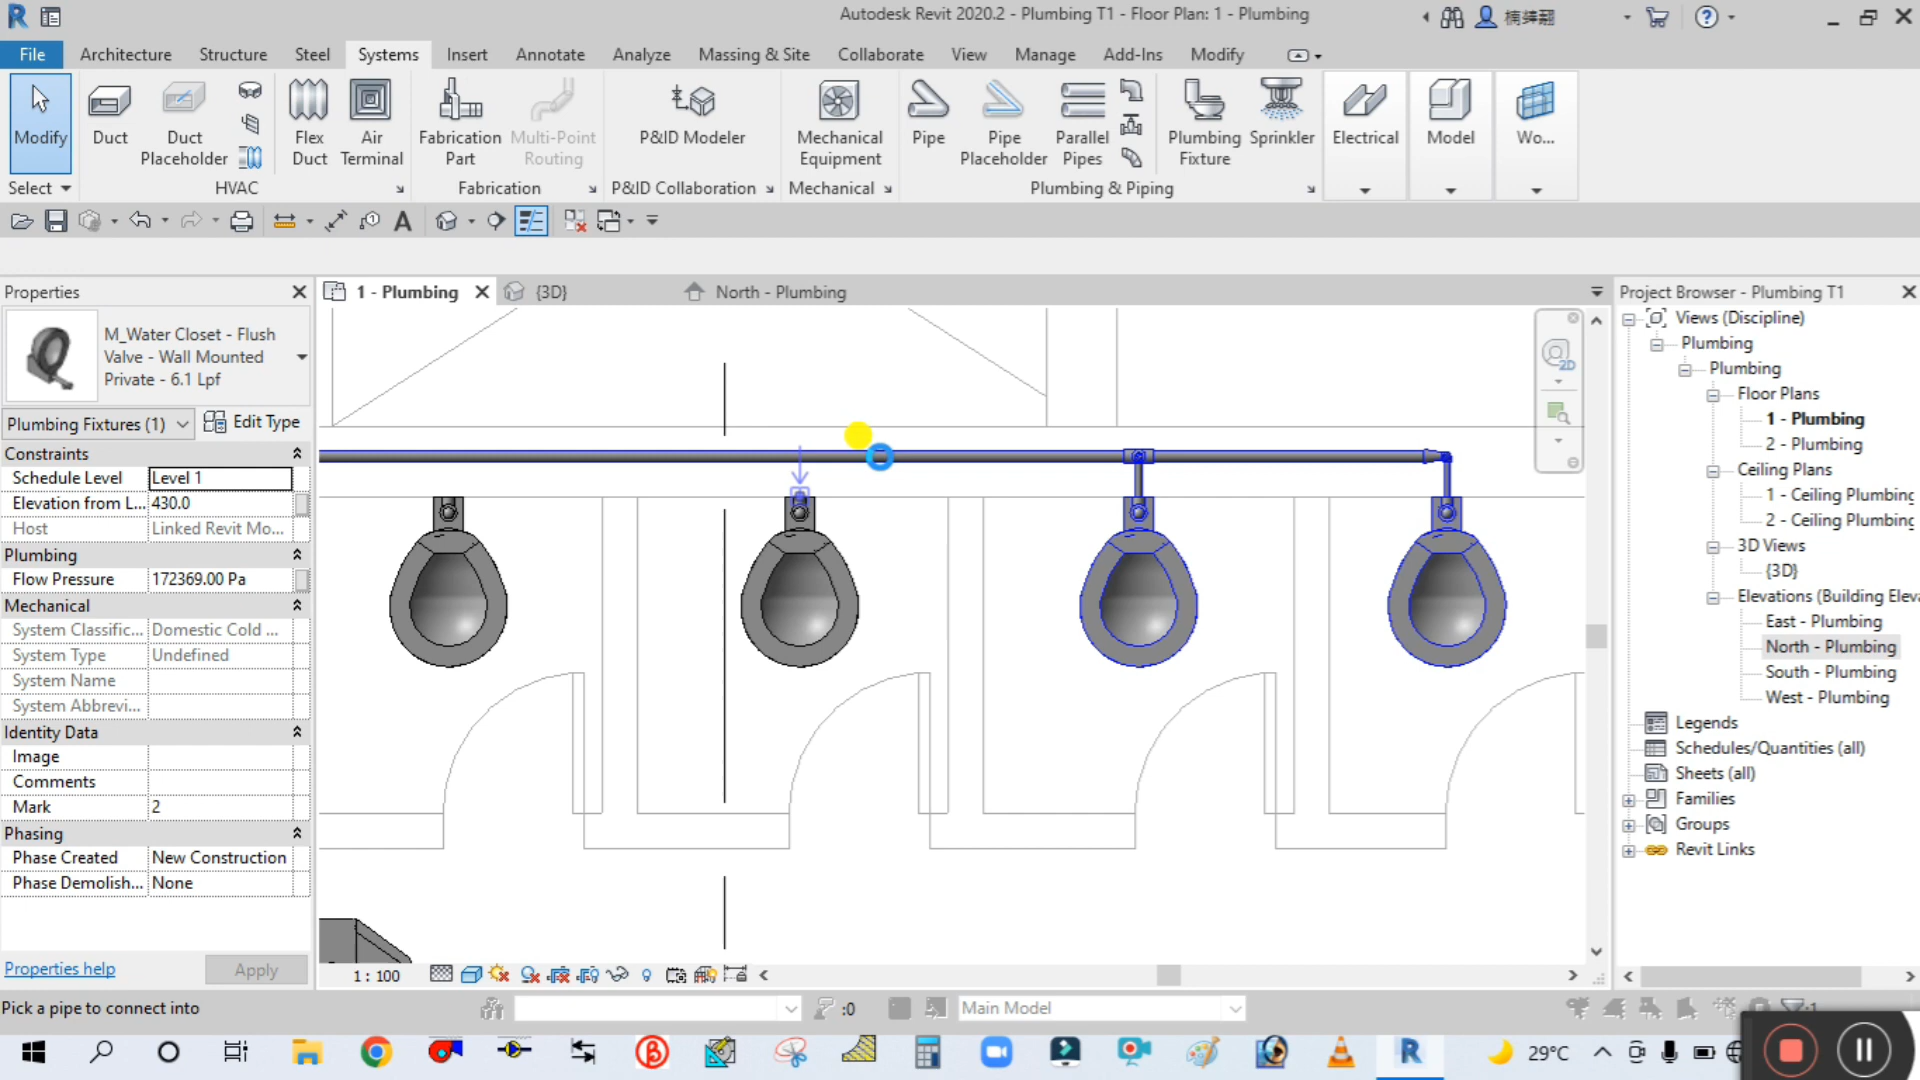 Autodesk Revit 2020.2 - Plumbing T1 - Floor Plan: 1 - Plumbing
File Architecture Structure Steel Systems Insert Annotate Analyze Massing & Site Collaborate View Manage Add-Ins Modify
Modify
Duct
Duct Placeholder
Flex Duct
Air Terminal
Fabrication Part
Multi-Point Routing
P&ID Modeler
Mechanical Equipment
Pipe
Pipe Placeholder
Parallel Pipes
Plumbing Fixture
Sprinkler
Electrical
Model
Wo...
Select HVAC Fabrication P&ID Collaboration Mechanical Plumbing & Piping
Properties
1 - Plumbing {3D} North - Plumbing
Project Browser - Plumbing T1
M_Water Closet - Flush
Valve - Wall Mounted
Private - 6.1 Lpf
Plumbing Fixtures (1) Edit Type
Constraints
Schedule Level Level 1
Elevation from L... 430.0
Host Linked Revit Mo...
Plumbing
Flow Pressure 172369.00 Pa
Mechanical
System Classific... Domestic Cold ...
System Type Undefined
System Name
System Abbrevi...
Identity Data
Image
Comments
Mark 2
Phasing
Phase Created New Construction
Phase Demolish... None
Properties help Apply
2D
Views (Discipline)
Plumbing
Plumbing
Floor Plans
1 - Plumbing
2 - Plumbing
Ceiling Plans
1 - Ceiling Plumbing
2 - Ceiling Plumbing
3D Views
{3D}
Elevations (Building Eleva
East - Plumbing
North - Plumbing
South - Plumbing
West - Plumbing
Legends
Schedules/Quantities (all)
Sheets (all)
Families
Groups
Revit Links
1 : 100
Pick a pipe to connect into :0 Main Model :1
29°C